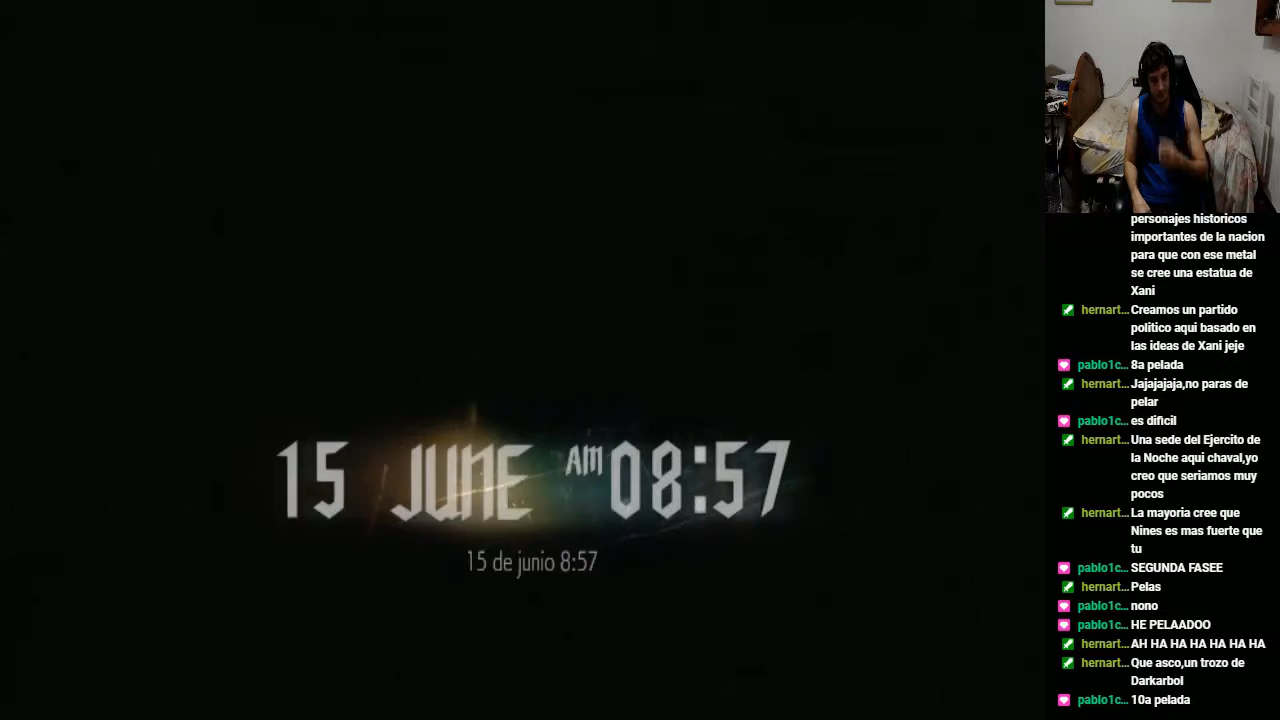 15 JUNE AM 08:57
15 de junio 8:57
personajes historicos
importantes de la nacion
para que con ese metal
se cree una estatua de
Xani
hernart... Creamos un partido
politico aqui basado en
las ideas de Xani jeje
pablo1c... 8a pelada
hernart... Jajajajaja,no paras de
pelar
pablo1c... es dificil
hernart... Una sede del Ejercito de
la Noche aqui chaval,yo
creo que seriamos muy
pocos
hernart... La mayoria cree que
Nines es mas fuerte que
tu
pablo1c... SEGUNDA FASEE
hernart... Pelas
pablo1c... nono
pablo1c... HE PELAADOO
hernart... AH HA HA HA HA HA HA
hernart... Que asco,un trozo de
Darkarbol
pablo1c... 10a pelada